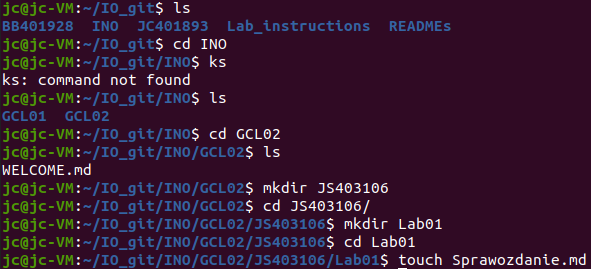 jc@jc-VM:~/IO_git$ ls
BB401928  INO  JC401893  Lab_instructions  READMEs
jc@jc-VM:~/IO_git$ cd INO
jc@jc-VM:~/IO_git/INO$ ks
ks: command not found
jc@jc-VM:~/IO_git/INO$ ls
GCL01  GCL02
jc@jc-VM:~/IO_git/INO$ cd GCL02
jc@jc-VM:~/IO_git/INO/GCL02$ ls
WELCOME.md
jc@jc-VM:~/IO_git/INO/GCL02$ mkdir JS403106
jc@jc-VM:~/IO_git/INO/GCL02$ cd JS403106/
jc@jc-VM:~/IO_git/INO/GCL02/JS403106$ mkdir Lab01
jc@jc-VM:~/IO_git/INO/GCL02/JS403106$ cd Lab01
jc@jc-VM:~/IO_git/INO/GCL02/JS403106/Lab01$ touch Sprawozdanie.md